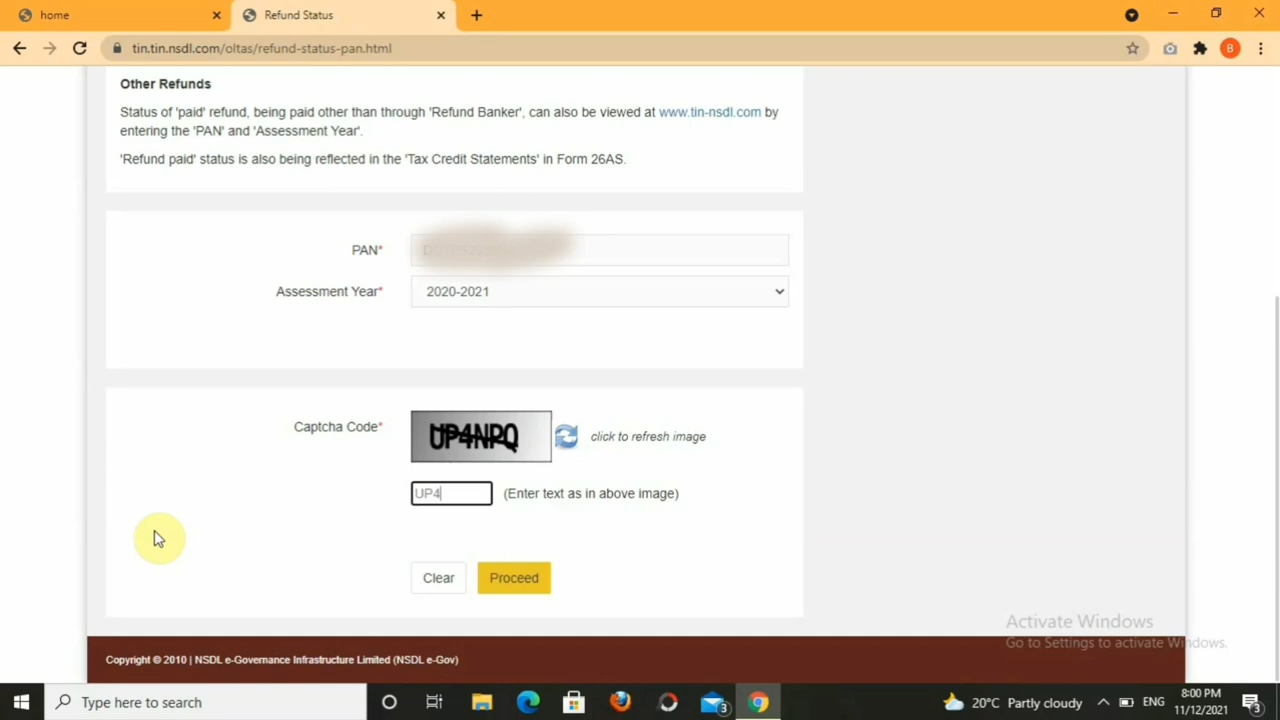 home
Refund Status
tin.tin.nsdl.com/oltas/refund-status-pan.html
B
Other Refunds
Status of 'paid' refund, being paid other than through 'Refund Banker', can also be viewed at www.tin-nsdl.com by
entering the 'PAN' and 'Assessment Year'.
'Refund paid' status is also being reflected in the 'Tax Credit Statements' in Form 26AS.
PAN*
Assessment Year*
2020-2021
Captcha Code*
UP4NPQ
click to refresh image
UP4
(Enter text as in above image)
Clear
Proceed
Activate Windows
Go to Settings to activate Windows.
Copyright © 2010 | NSDL e-Governance Infrastructure Limited (NSDL e-Gov)
Type here to search
3
20°C Partly cloudy
ENG
8:00 PM
11/12/2021
3